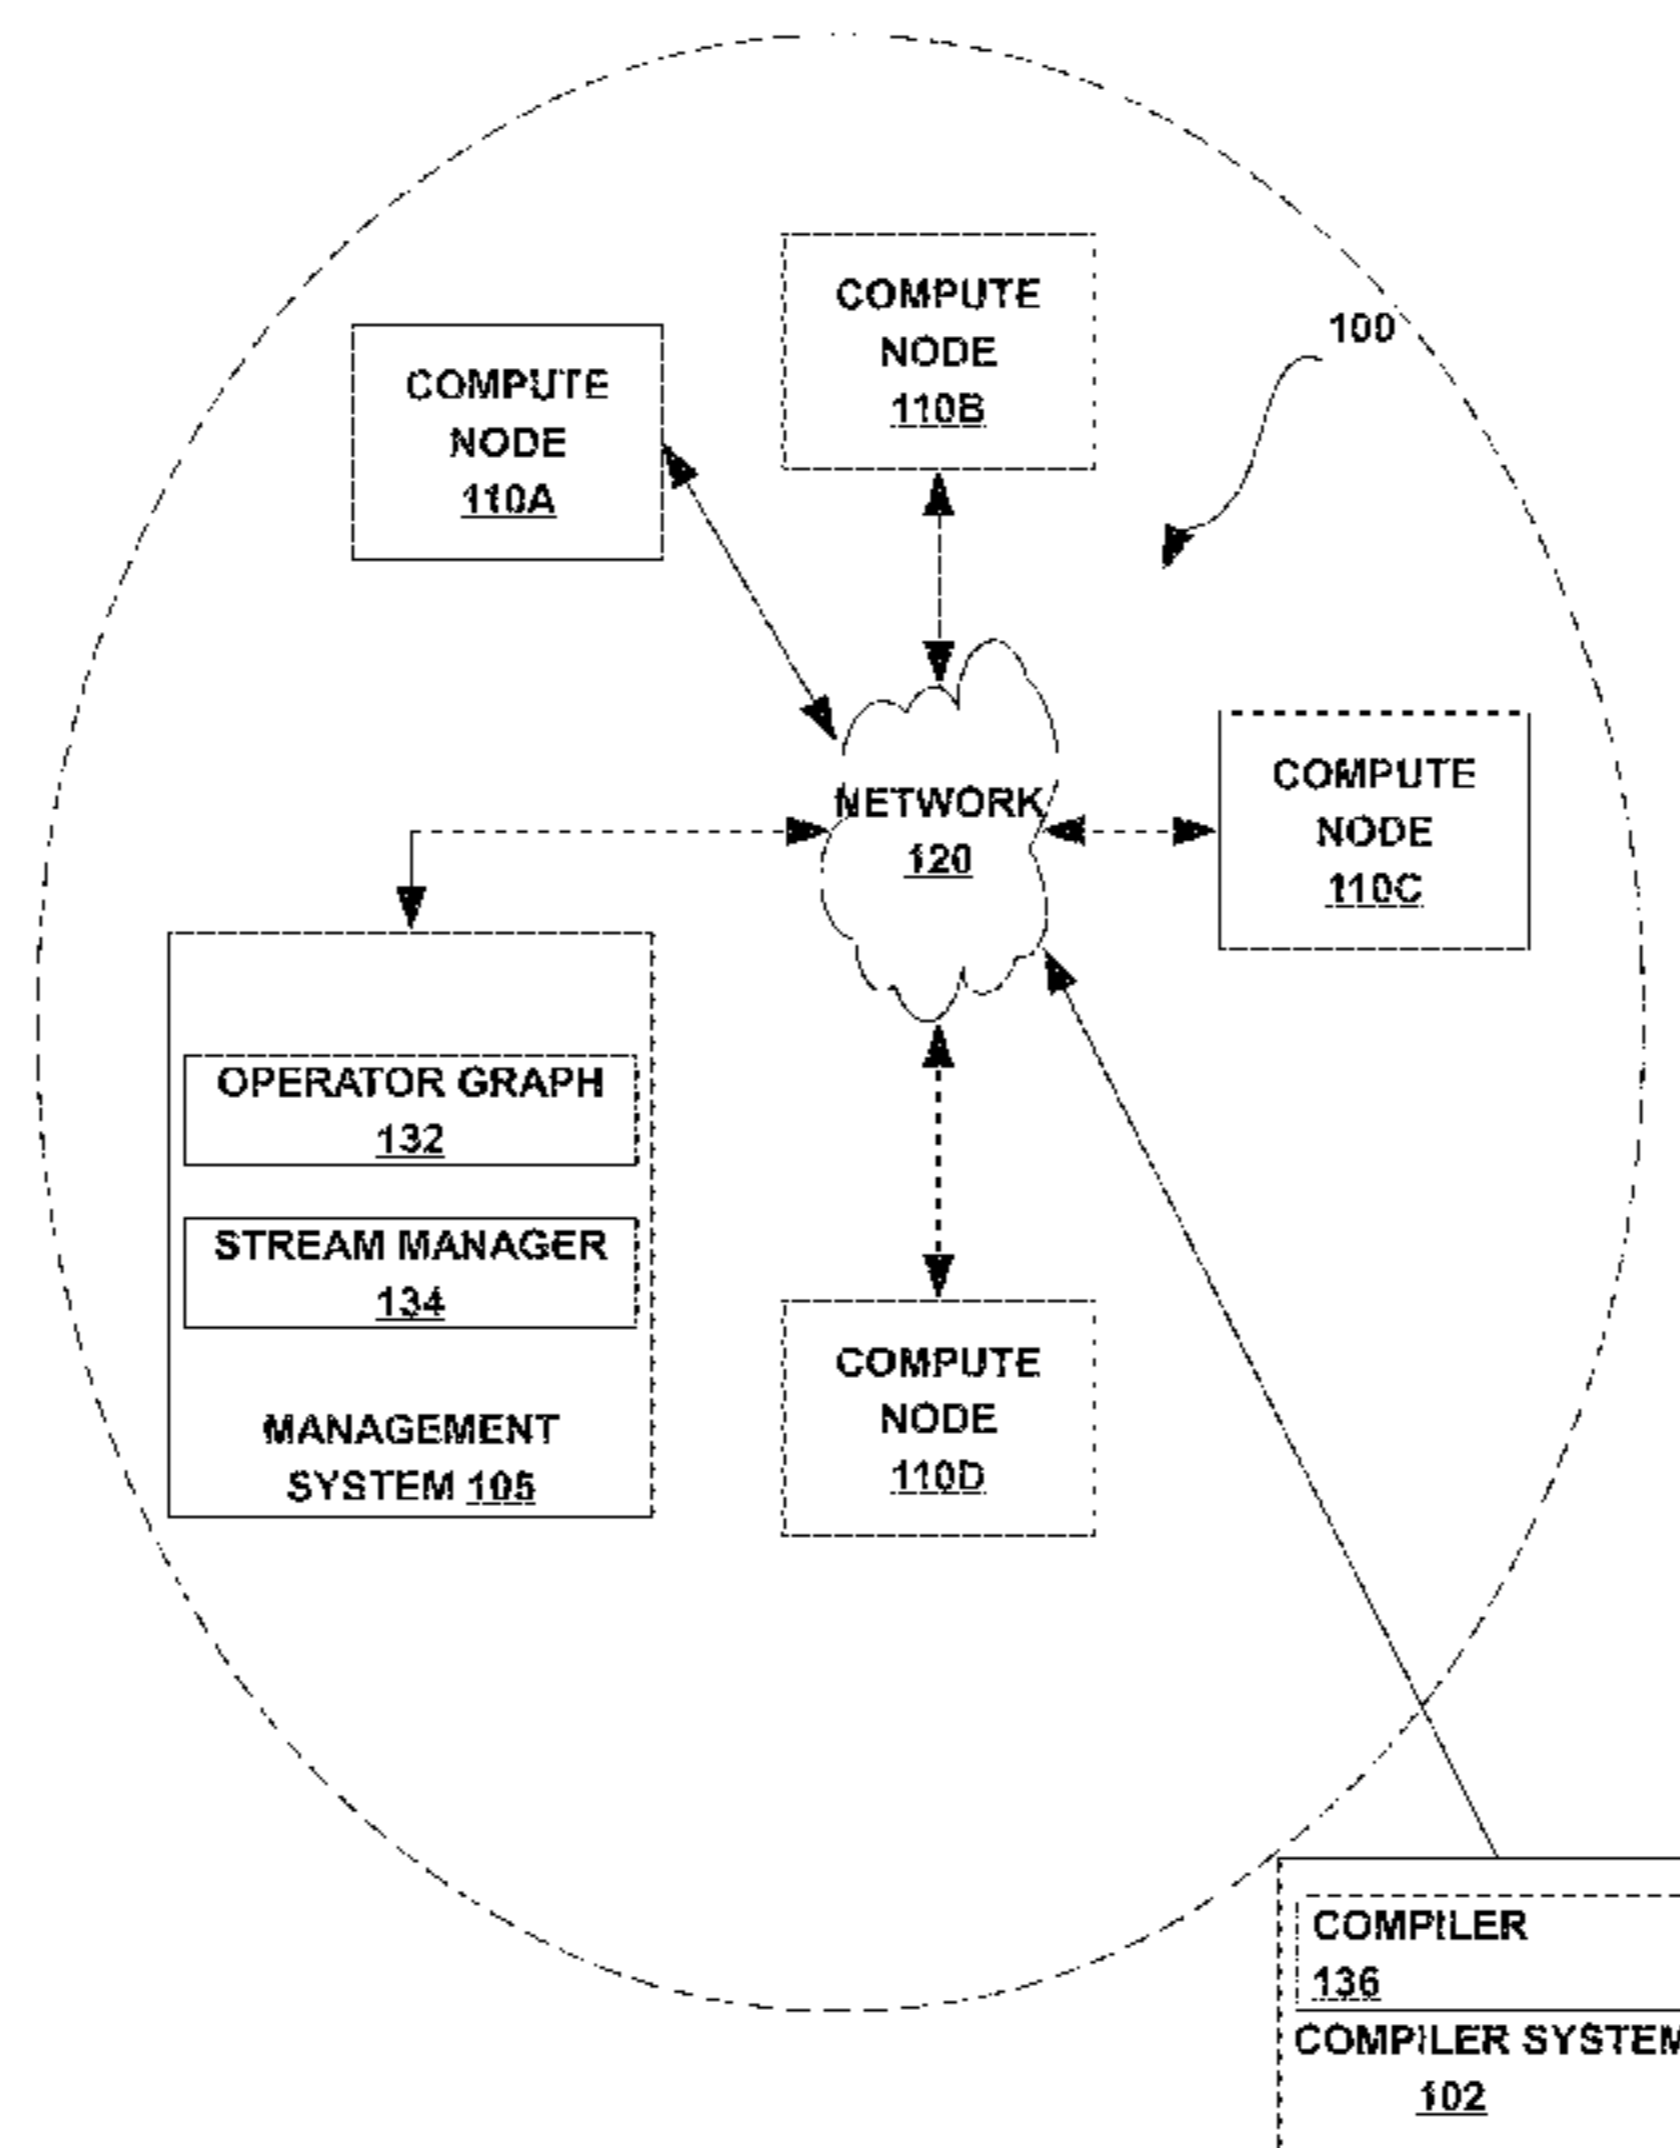 COMPUTE
NODE
110B
100
COMPUTE
NODE
110A
NETWORK
120
COMPUTE
NODE
110C
OPERATOR GRAPH
132
STREAM MANAGER
134
MANAGEMENT
SYSTEM 105
COMPUTE
NODE
110D
COMPILER
136
COMPILER SYSTEM
102